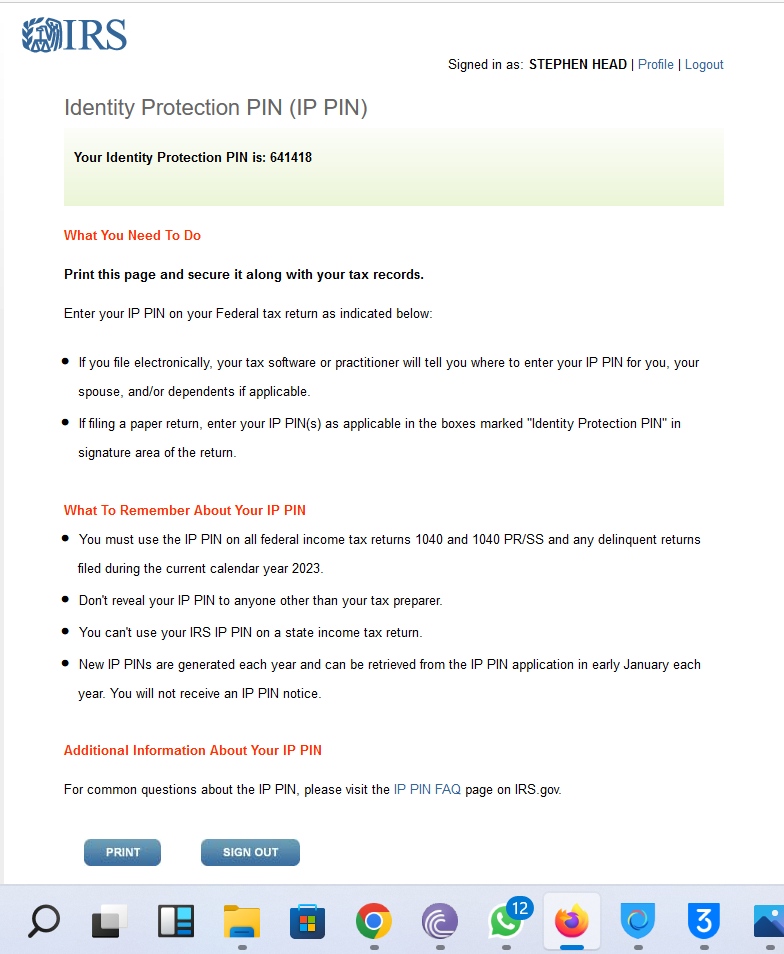 IRS
Signed in as: STEPHEN HEAD | Profile | Logout
Identity Protection PIN (IP PIN)
Your Identity Protection PIN is: 641418
What You Need To Do
Print this page and secure it along with your tax records.
Enter your IP PIN on your Federal tax return as indicated below:
If you file electronically, your tax software or practitioner will tell you where to enter your IP PIN for you, your
spouse, and/or dependents if applicable.
If filing a paper return, enter your IP PIN(s) as applicable in the boxes marked "Identity Protection PIN" in
signature area of the return.
What To Remember About Your IP PIN
You must use the IP PIN on all federal income tax returns 1040 and 1040 PR/SS and any delinquent returns
filed during the current calendar year 2023.
Don't reveal your IP PIN to anyone other than your tax preparer.
You can't use your IRS IP PIN on a state income tax return.
New IP PINs are generated each year and can be retrieved from the IP PIN application in early January each
year. You will not receive an IP PIN notice.
Additional Information About Your IP PIN
For common questions about the IP PIN, please visit the IP PIN FAQ page on IRS.gov.
PRINT SIGN OUT
12
3